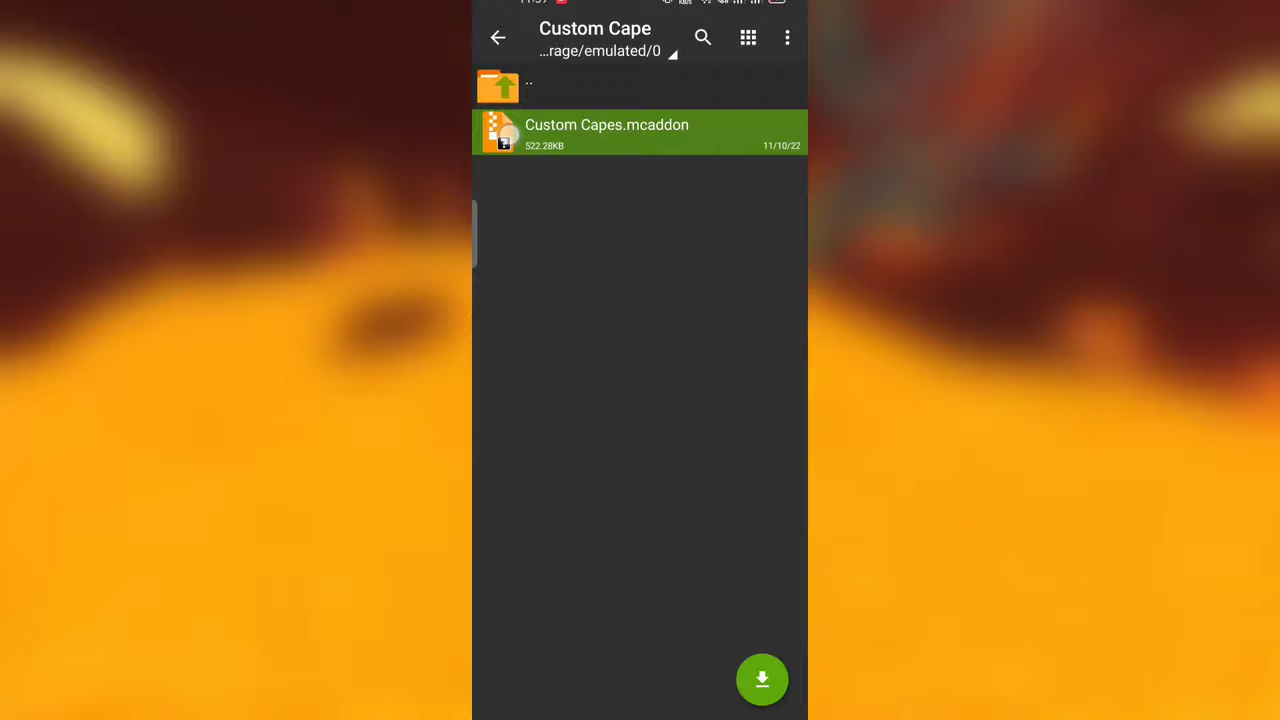 Custom Cape
...rage/emulated/0
..
Custom Capes.mcaddon
522.28KB
11/10/22